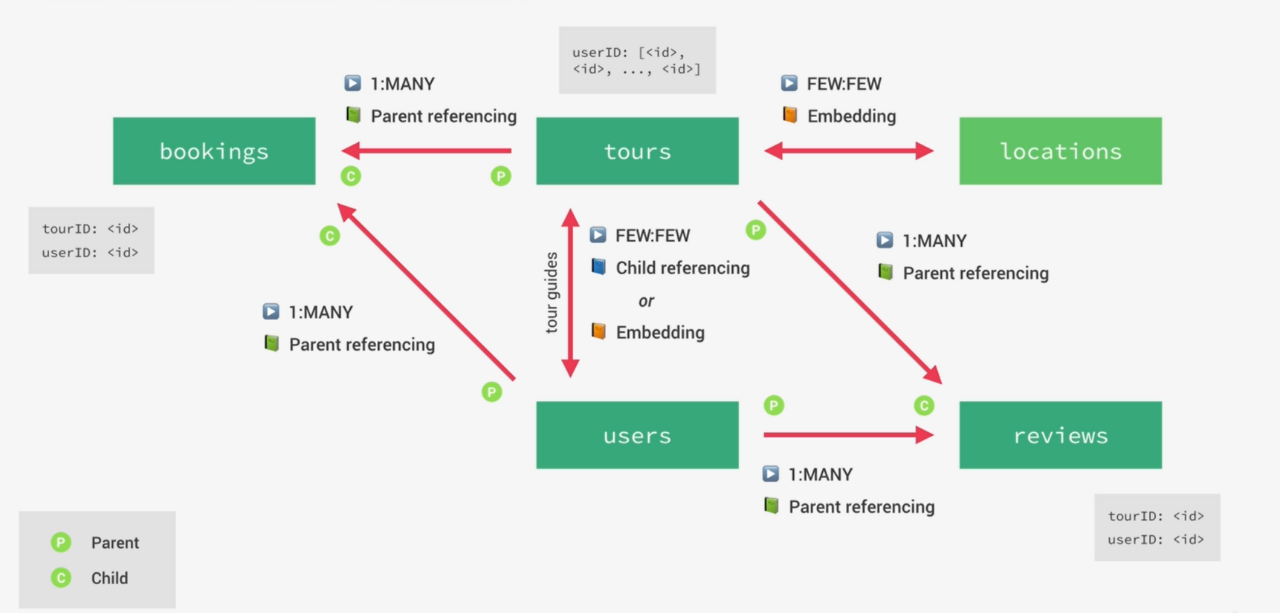 userID: [<id>,
<id>, ..., <id>]
1:MANY
Parent referencing
FEW:FEW
Embedding
bookings
tours
locations
C
P
tourID: <id>
userID: <id>
C
1:MANY
Parent referencing
P
tour guides
FEW:FEW
Child referencing
or
Embedding
P
1:MANY
Parent referencing
users
P
C
reviews
1:MANY
Parent referencing
tourID: <id>
userID: <id>
P Parent
C Child